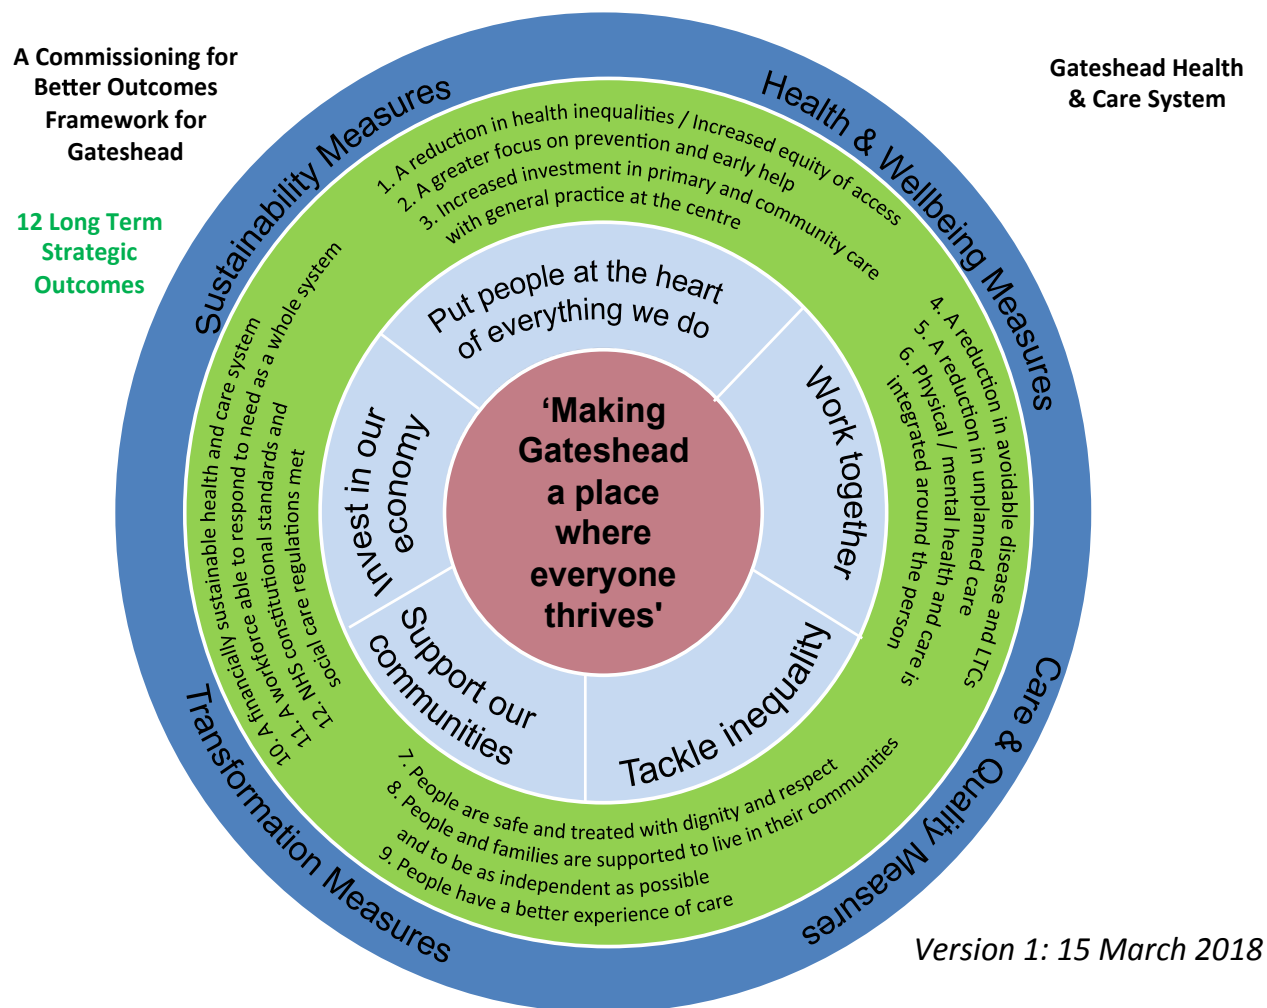 A Commissioning for
Better Outcomes
Framework for
Gateshead
12 Long Term
Strategic
Outcomes
Gateshead Health
& Care System
Sustainability Measures
Health & Wellbeing Measures
Care & Quality Measures
Transformation Measures
1. A reduction in health inequalities / Increased equity of access
2. A greater focus on prevention and early help
3. Increased investment in primary and community care
with general practice at the centre
4. A reduction in avoidable disease and LTCs
5. A reduction in unplanned care
6. Physical / mental health and care is
integrated around the person
7. People are safe and treated with dignity and respect
8. People and families are supported to live in their communities
and to be as independent as possible
9. People have a better experience of care
10. A financially sustainable health and care system
11. A workforce able to respond to need as a whole system
12. NHS constitutional standards and
social care regulations met
Put people at the heart
of everything we do
Work together
Tackle inequality
Support our
communities
Invest in our
economy
‘Making
Gateshead
a place
where
everyone
thrives'
Version 1: 15 March 2018